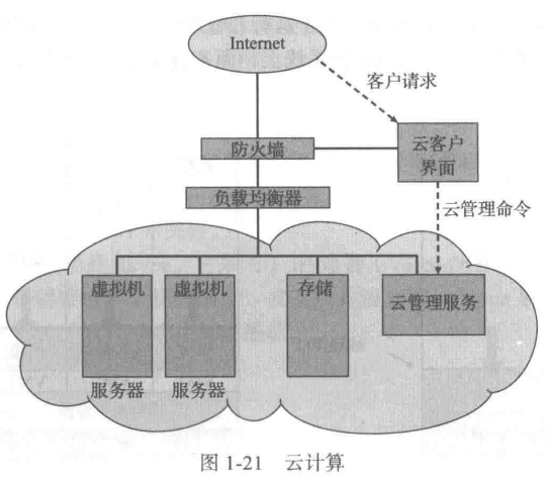 Internet
客户请求
防火墙
云客户
界面
负载均衡器
云管理命令
虚拟机
虚拟机
存储
云管理服务
服务器
服务器
图 1-21 云计算